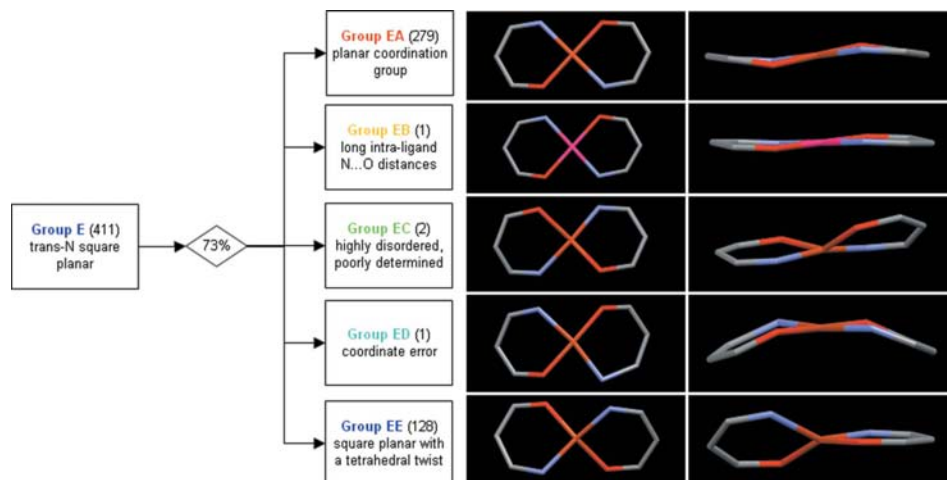 Group E (411)
trans-N square
planar
73%
Group EA (279)
planar coordination
group
Group EB (1)
long intra-ligand
N...O distances
Group EC (2)
highly disordered,
poorly determined
Group ED (1)
coordinate error
Group EE (128)
square planar with
a tetrahedral twist